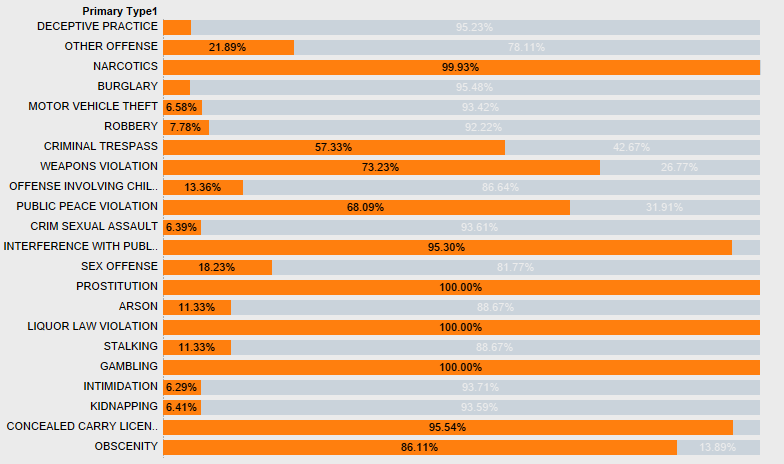 Primary Type1
DECEPTIVE PRACTICE 95.23%
OTHER OFFENSE 21.89% 78.11%
NARCOTICS 99.93%
BURGLARY 95.48%
MOTOR VEHICLE THEFT 6.58% 93.42%
ROBBERY 7.78% 92.22%
CRIMINAL TRESPASS 57.33% 42.67%
WEAPONS VIOLATION 73.23% 26.77%
OFFENSE INVOLVING CHIL.. 13.36% 86.64%
PUBLIC PEACE VIOLATION 68.09% 31.91%
CRIM SEXUAL ASSAULT 6.39% 93.61%
INTERFERENCE WITH PUBL.. 95.30%
SEX OFFENSE 18.23% 81.77%
PROSTITUTION 100.00%
ARSON 11.33% 88.67%
LIQUOR LAW VIOLATION 100.00%
STALKING 11.33% 88.67%
GAMBLING 100.00%
INTIMIDATION 6.29% 93.71%
KIDNAPPING 6.41% 93.59%
CONCEALED CARRY LICEN.. 95.54%
OBSCENITY 86.11% 13.89%